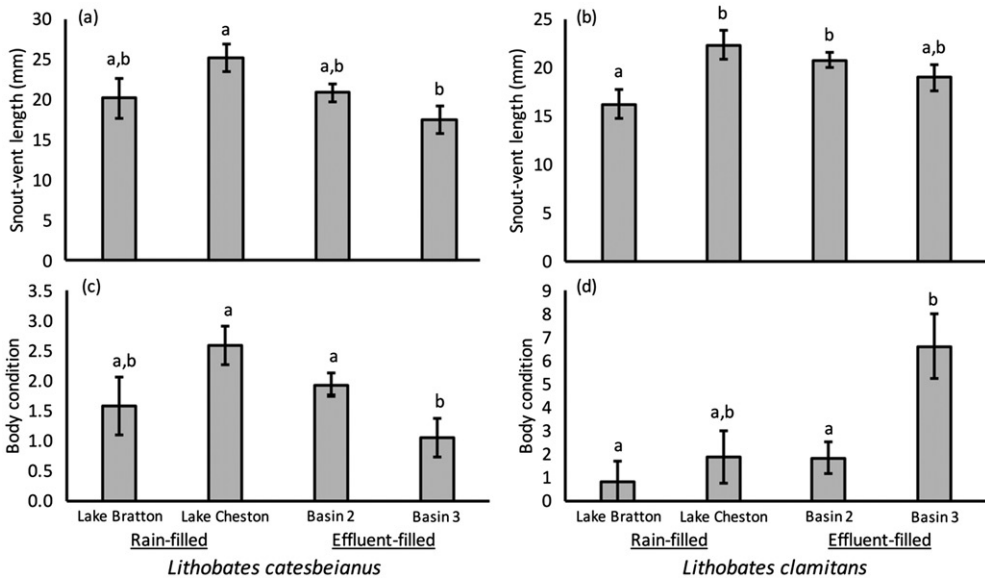 (a)
Snout-vent length (mm)
30
25
20
15
10
5
0
a,b
a
a,b
b
(b)
Snout-vent length (mm)
25
20
15
10
5
0
a
b
b
a,b
(c)
Body condition
3.5
3.0
2.5
2.0
1.5
1.0
0.5
0.0
a,b
a
a
b
Lake Bratton Lake Cheston Basin 2 Basin 3
Rain-filled Effluent-filled
Lithobates catesbeianus
(d)
Body condition
9
8
7
6
5
4
3
2
1
0
a
a,b
a
b
Lake Bratton Lake Cheston Basin 2 Basin 3
Rain-filled Effluent-filled
Lithobates clamitans